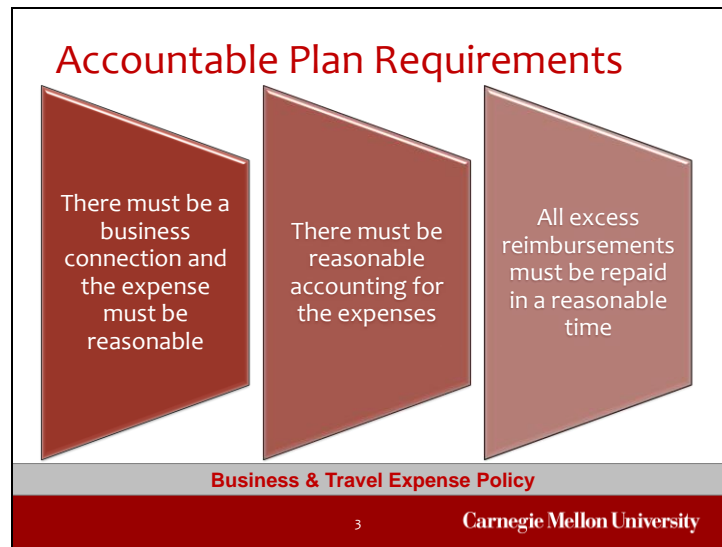 Accountable Plan Requirements
There must be a
business
connection and
the expense
must be
reasonable
There must be
reasonable
accounting for
the expenses
All excess
reimbursements
must be repaid
in a reasonable
time
Business & Travel Expense Policy
3
Carnegie Mellon University